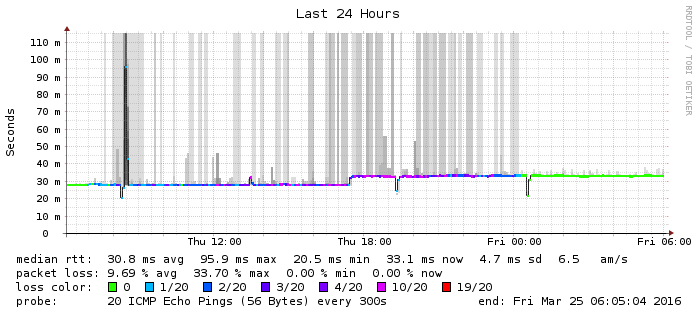 Last 24 Hours
RRDTOOL / TOBI OETIKER
Seconds
110 m
100 m
90 m
80 m
70 m
60 m
50 m
40 m
30 m
20 m
10 m
0
Thu 12:00 Thu 18:00 Fri 00:00 Fri 06:00
median rtt: 30.8 ms avg 95.9 ms max 20.5 ms min 33.1 ms now 4.7 ms sd 6.5 am/s
packet loss: 9.69 % avg 33.70 % max 0.00 % min 0.00 % now
loss color: 0 1/20 2/20 3/20 4/20 10/20 19/20
probe: 20 ICMP Echo Pings (56 Bytes) every 300s end: Fri Mar 25 06:05:04 2016